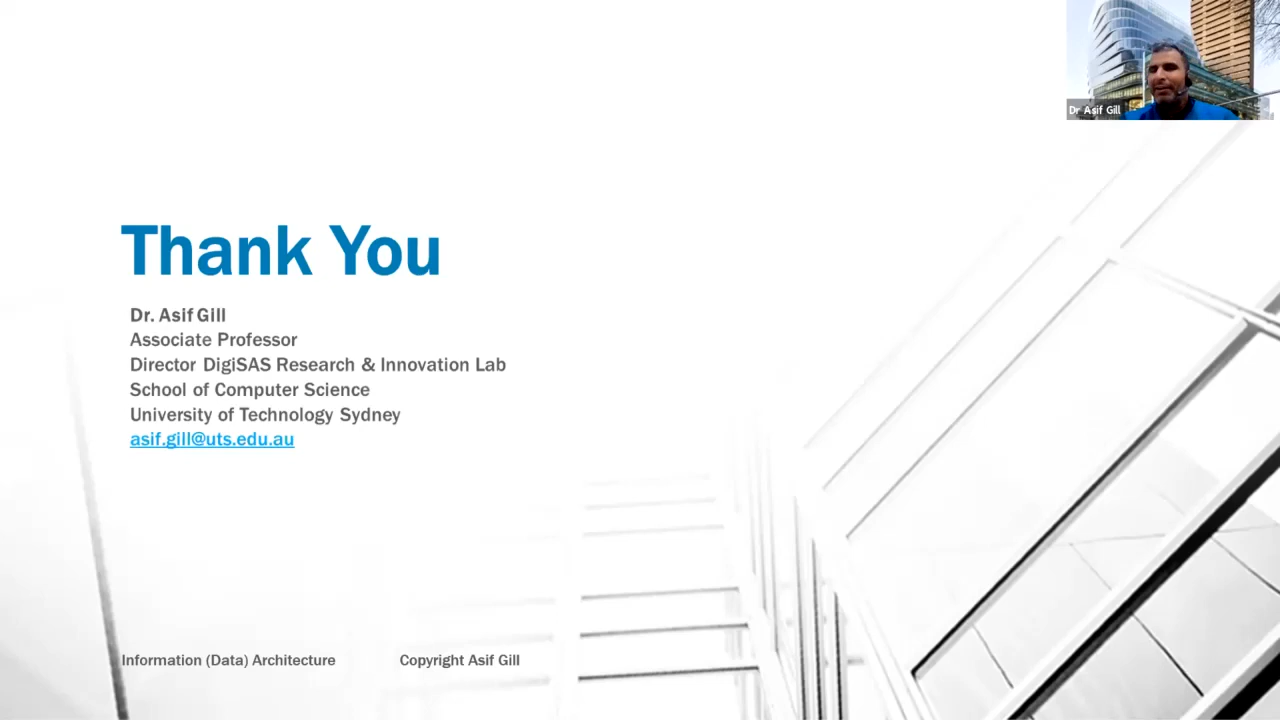 Dr Asif Gill
Thank You
Dr. Asif Gill
Associate Professor
Director DigiSAS Research & Innovation Lab
School of Computer Science
University of Technology Sydney
asif.gill@uts.edu.au
Information (Data) Architecture
Copyright Asif Gill